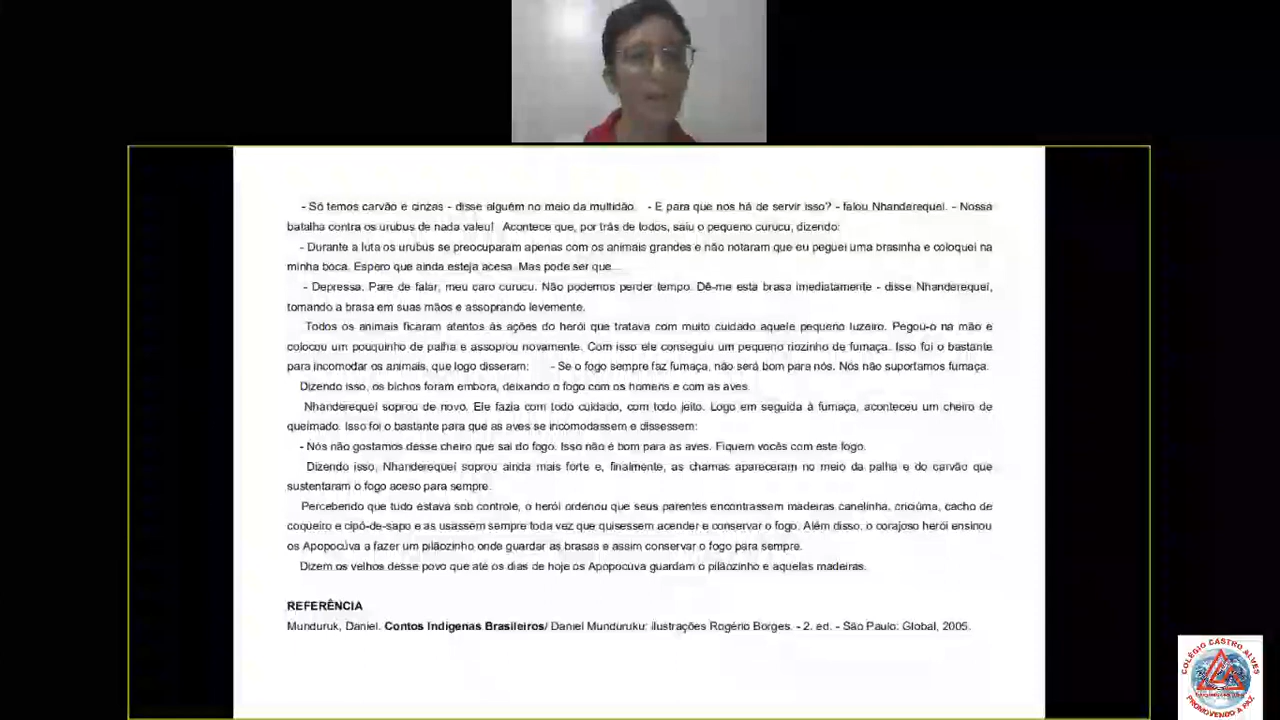 - Só temos carvão e cinzas - disse alguém no meio da multidão. - E para que nos há de servir isso? - falou Nhanderequeí. - Nossa
batalha contra os urubus de nada valeu! Acontece que, por trás de todos, saiu o pequeno curucu, dizendo:
- Durante a luta os urubus se preocuparam apenas com os animais grandes e não notaram que eu peguei uma brasinha e coloquei na
minha boca. Espero que ainda esteja acesa. Mas pode ser que...
- Depressa. Pare de falar, meu caro curucu. Não podemos perder tempo. Dê-me esta brasa imediatamente - disse Nhanderequeí,
tomando a brasa em suas mãos e assoprando levemente.
Todos os animais ficaram atentos às ações do herói que tratava com muito cuidado aquele pequeno luzeiro. Pegou-o na mão e
colocou um pouquinho de palha e assoprou novamente. Com isso ele conseguiu um pequeno riozinho de fumaça. Isso foi o bastante
para incomodar os animais, que logo disseram: - Se o fogo sempre faz fumaça, não será bom para nós. Nós não suportamos fumaça.
Dizendo isso, os bichos foram embora, deixando o fogo com os homens e com as aves.
Nhanderequeí soprou de novo. Ele fazia com todo cuidado, com todo jeito. Logo em seguida à fumaça, aconteceu um cheiro de
queimado. Isso foi o bastante para que as aves se incomodassem e dissessem:
- Nós não gostamos desse cheiro que sai do fogo. Isso não é bom para as aves. Fiquem vocês com este fogo.
Dizendo isso, Nhanderequeí soprou ainda mais forte e, finalmente, as chamas apareceram no meio da palha e do carvão que
sustentaram o fogo aceso para sempre.
Percebendo que tudo estava sob controle, o herói ordenou que seus parentes encontrassem madeiras canelinha, criciúma, cacho de
coqueiro e cipó-de-sapo e as usassem sempre toda vez que quisessem acender e conservar o fogo. Além disso, o corajoso herói ensinou
os Apopocúva a fazer um pilãozinho onde guardar as brasas e assim conservar o fogo para sempre.
Dizem os velhos desse povo que até os dias de hoje os Apopocuva guardam o pilãozinho e aquelas madeiras.
REFERÊNCIA
Munduruk, Daniel. Contos Indígenas Brasileiros/ Daniel Munduruku; ilustrações Rogério Borges. - 2. ed. - São Paulo: Global, 2005.
COLÉGIO CASTRO ALVES
PROMOVENDO A PAZ